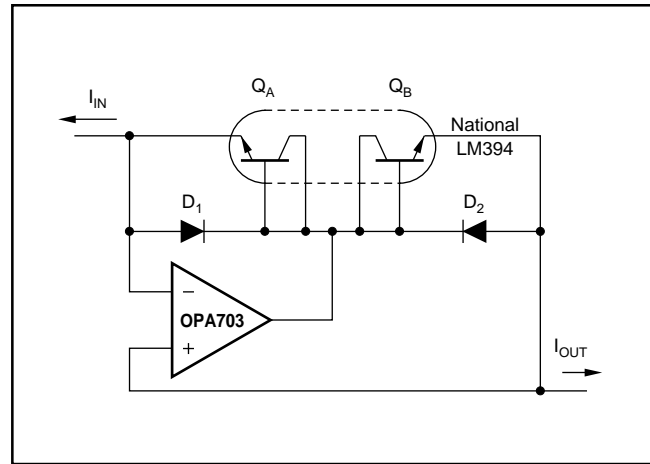 Q_A
Q_B
I_IN
National
LM394
D_1
D_2
−
OPA703
+
I_OUT